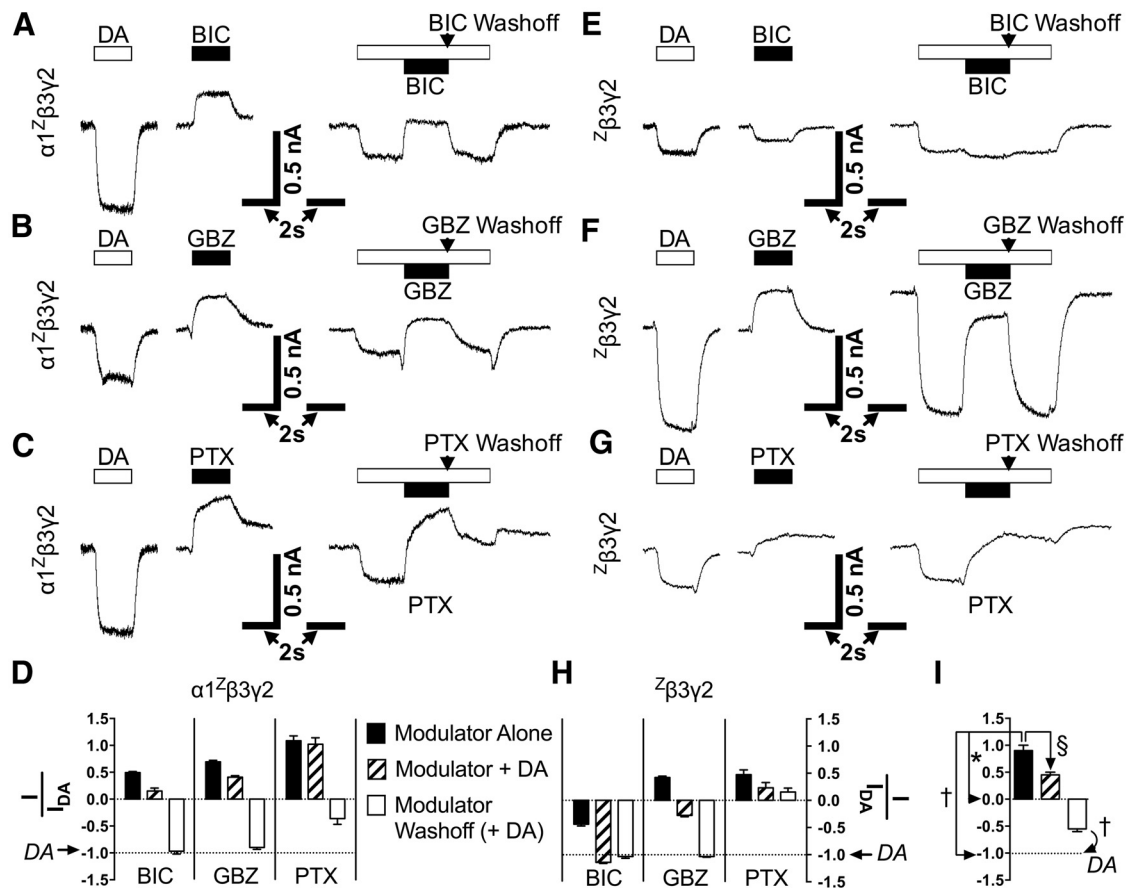 A
DA
BIC
BIC Washoff
BIC
α1ᶻβ3γ2
0.5 nA
2s
B
DA
GBZ
GBZ Washoff
GBZ
α1ᶻβ3γ2
0.5 nA
2s
C
DA
PTX
PTX Washoff
PTX
α1ᶻβ3γ2
0.5 nA
2s
E
DA
BIC
BIC Washoff
BIC
ᶻβ3γ2
0.5 nA
2s
F
DA
GBZ
GBZ Washoff
GBZ
ᶻβ3γ2
0.5 nA
2s
G
DA
PTX
PTX Washoff
PTX
ᶻβ3γ2
0.5 nA
2s
D
α1ᶻβ3γ2
I
I_DA
1.5
1.0
0.5
0.0
-0.5
-1.0
-1.5
DA
BIC GBZ PTX
Modulator Alone
Modulator + DA
Modulator
Washoff (+ DA)
H
ᶻβ3γ2
1.5
1.0
0.5
0.0
-0.5
-1.0
-1.5
I
I_DA
DA
BIC GBZ PTX
I
1.5
1.0
0.5
0.0
-0.5
-1.0
-1.5
*
§
†
†
DA